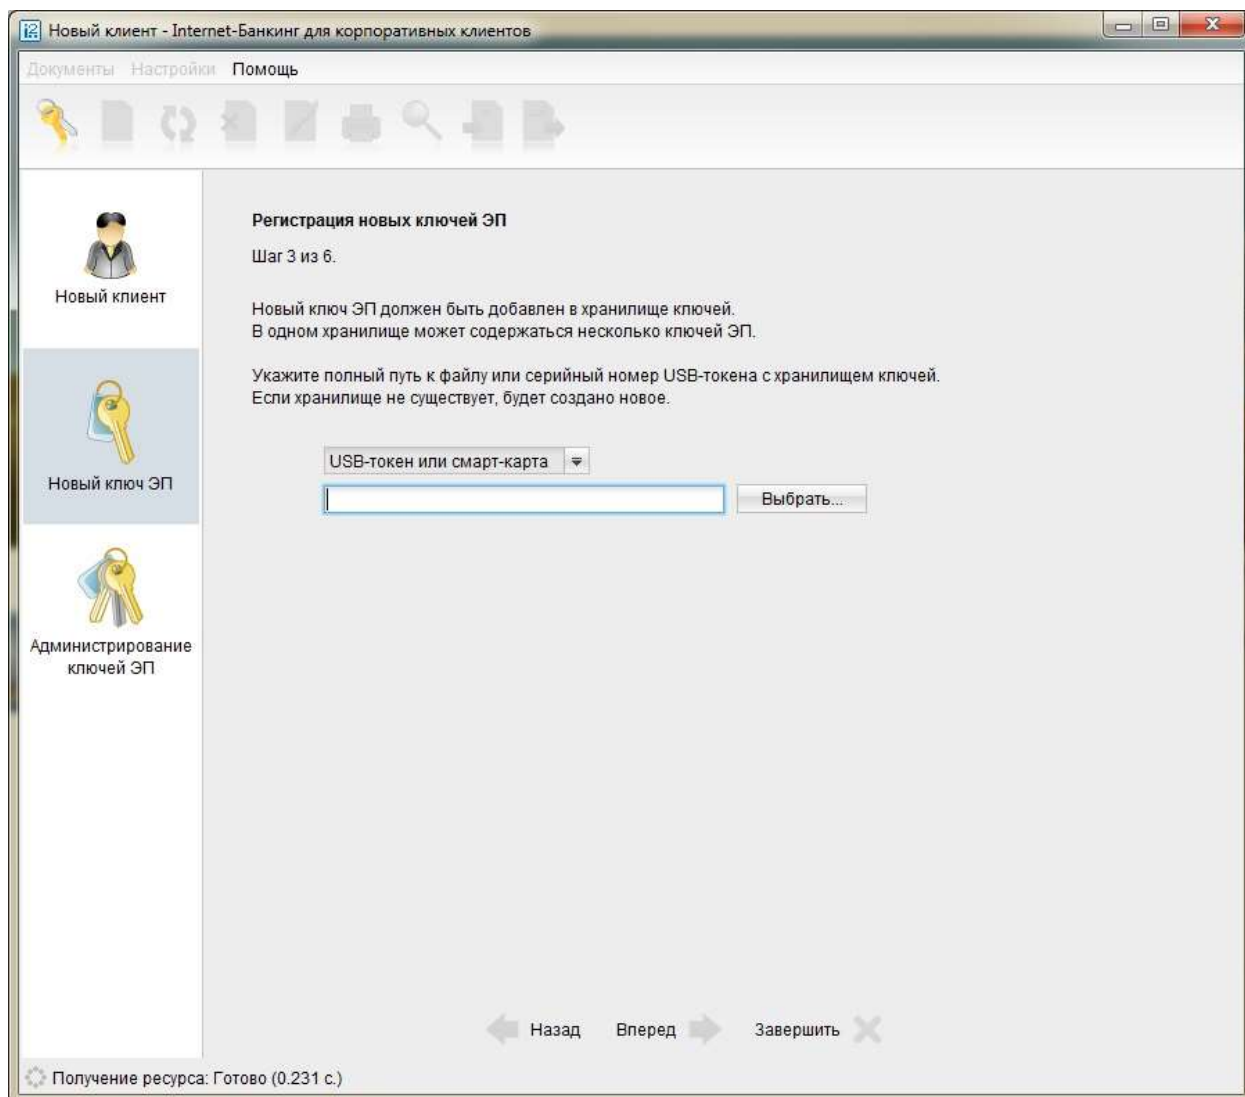 Новый клиент - Internet-Банкинг для корпоративных клиентов
Документы Настройки Помощь
Новый клиент
Новый ключ ЭП
Администрирование
ключей ЭП
Регистрация новых ключей ЭП
Шаг 3 из 6.
Новый ключ ЭП должен быть добавлен в хранилище ключей.
В одном хранилище может содержаться несколько ключей ЭП.
Укажите полный путь к файлу или серийный номер USB-токена с хранилищем ключей.
Если хранилище не существует, будет создано новое.
USB-токен или смарт-карта
Выбрать...
Назад Вперед Завершить
Получение ресурса: Готово (0.231 с.)